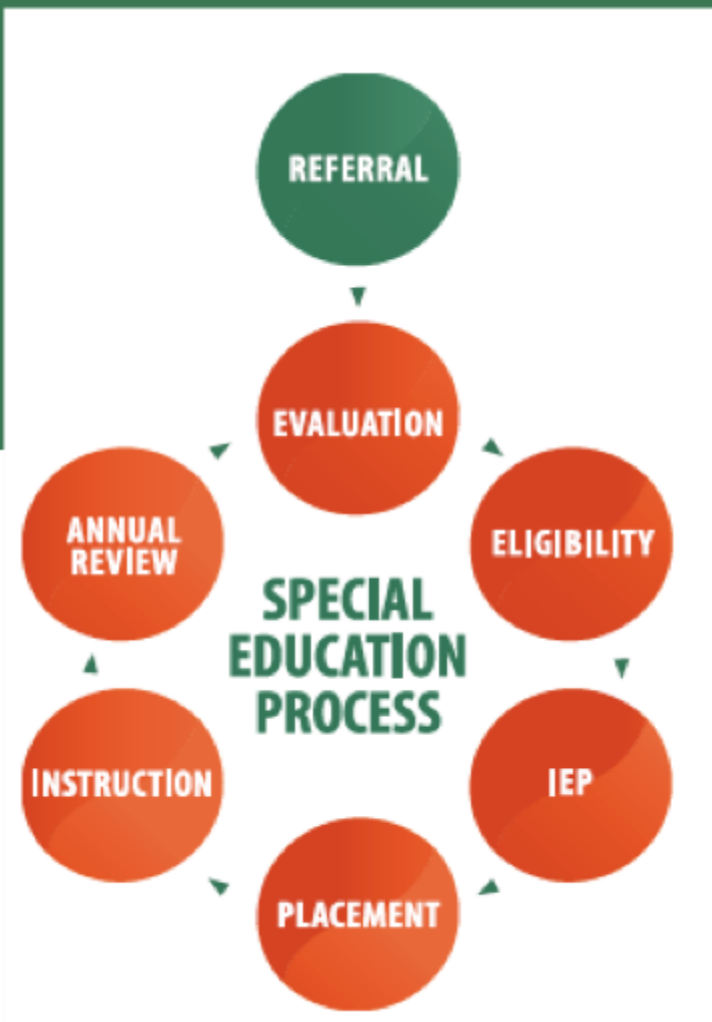 REFERRAL
EVALUATION
ELIGIBILITY
IEP
PLACEMENT
INSTRUCTION
ANNUAL
REVIEW
SPECIAL
EDUCATION
PROCESS